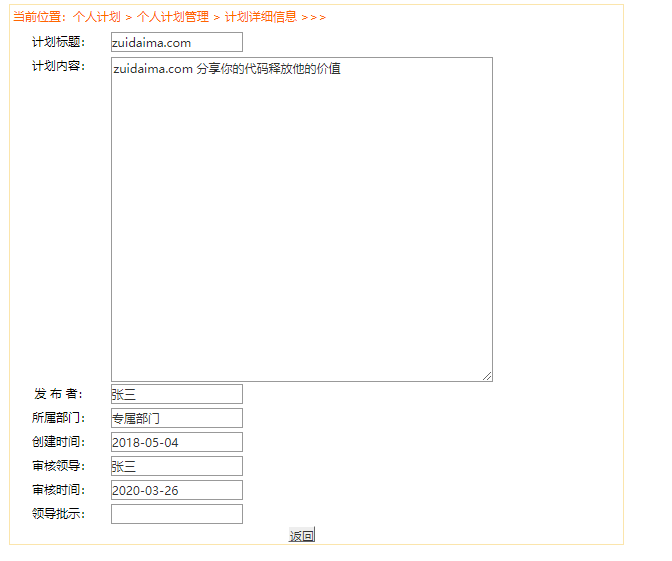 当前位置：个人计划 > 个人计划管理 > 计划详细信息 >>>
计划标题： zuidaima.com
计划内容： zuidaima.com 分享你的代码释放他的价值
发 布 者： 张三
所属部门： 专属部门
创建时间： 2018-05-04
审核领导： 张三
审核时间： 2020-03-26
领导批示：
返回